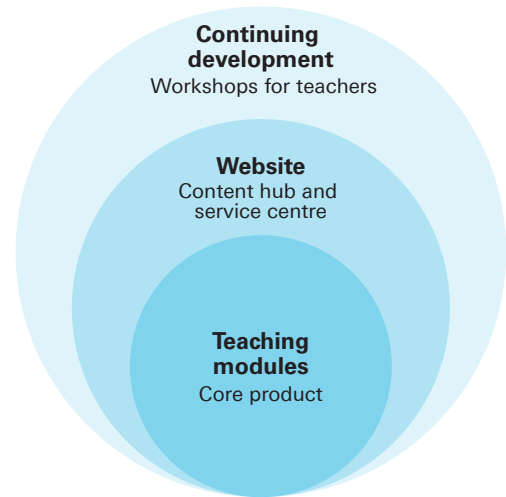 Continuing
development
Workshops for teachers
Website
Content hub and
service centre
Teaching
modules
Core product